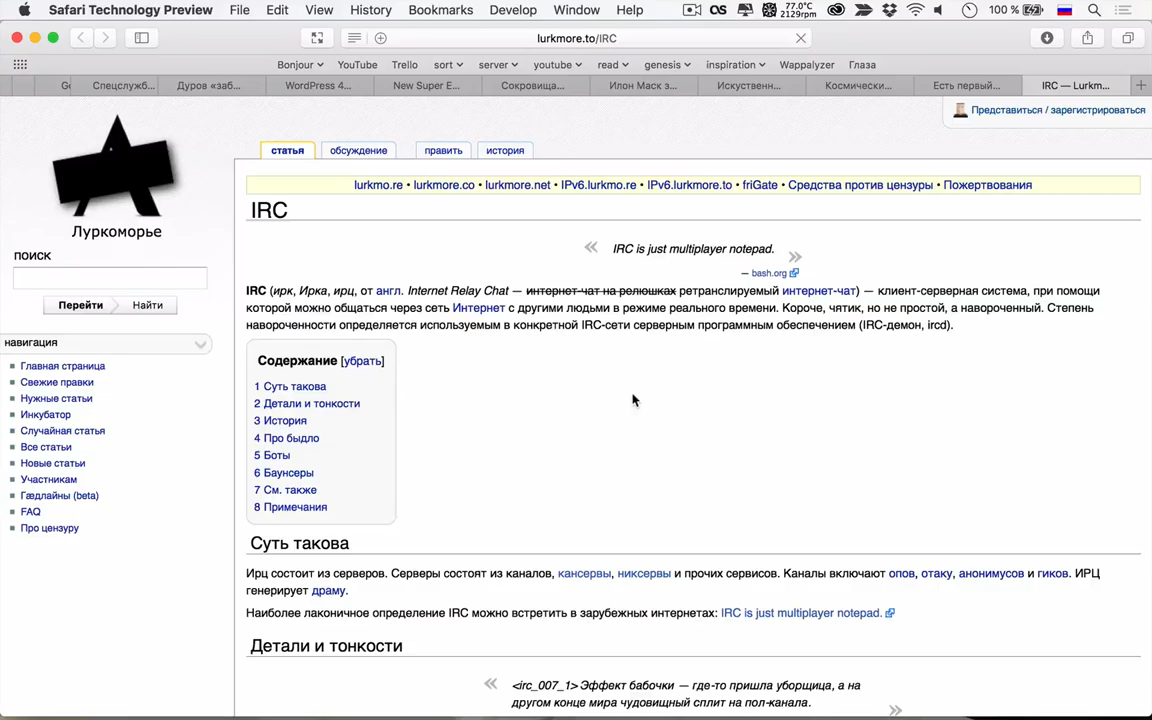 Safari Technology Preview File Edit View History Bookmarks Develop Window Help 77.0°C 2129rpm 100 %
lurkmore.to/IRC
Bonjour YouTube Trello sort server youtube read genesis inspiration Wappalyzer Глаза
Спецслужб... Дуров «заб... WordPress 4... New Super E... Сокровища... Илон Маск з... Искуственн... Космически... Есть первый... IRC — Lurkm...
Представиться / зарегистрироваться
статья обсуждение править история
lurkmo.re • lurkmore.co • lurkmore.net • IPv6.lurkmo.re • IPv6.lurkmore.to • friGate • Средства против цензуры • Пожертвования
IRC
« IRC is just multiplayer notepad. »
— bash.org
IRC (ирк, Ирка, ирц, от англ. Internet Relay Chat — интернет-чат на релюшках ретранслируемый интернет-чат) — клиент-серверная система, при помощи
которой можно общаться через сеть Интернет с другими людьми в режиме реального времени. Короче, чятик, но не простой, а навороченный. Степень
навороченности определяется используемым в конкретной IRC-сети серверным программным обеспечением (IRC-демон, ircd).
Содержание [убрать]
1 Суть такова
2 Детали и тонкости
3 История
4 Про быдло
5 Боты
6 Баунсеры
7 См. также
8 Примечания
Суть такова
Ирц состоит из серверов. Серверы состоят из каналов, кансервы, никсервы и прочих сервисов. Каналы включают опов, отаку, анонимусов и гиков. ИРЦ
генерирует драму.
Наиболее лаконичное определение IRC можно встретить в зарубежных интернетах: IRC is just multiplayer notepad.
Детали и тонкости
« <irc_007_1> Эффект бабочки — где-то пришла уборщица, а на
другом конце мира чудовищный сплит на пол-канала. »
Луркоморье
поиск
Перейти Найти
навигация
Главная страница
Свежие правки
Нужные статьи
Инкубатор
Случайная статья
Все статьи
Новые статьи
Участникам
Гæдлайны (beta)
FAQ
Про цензуру